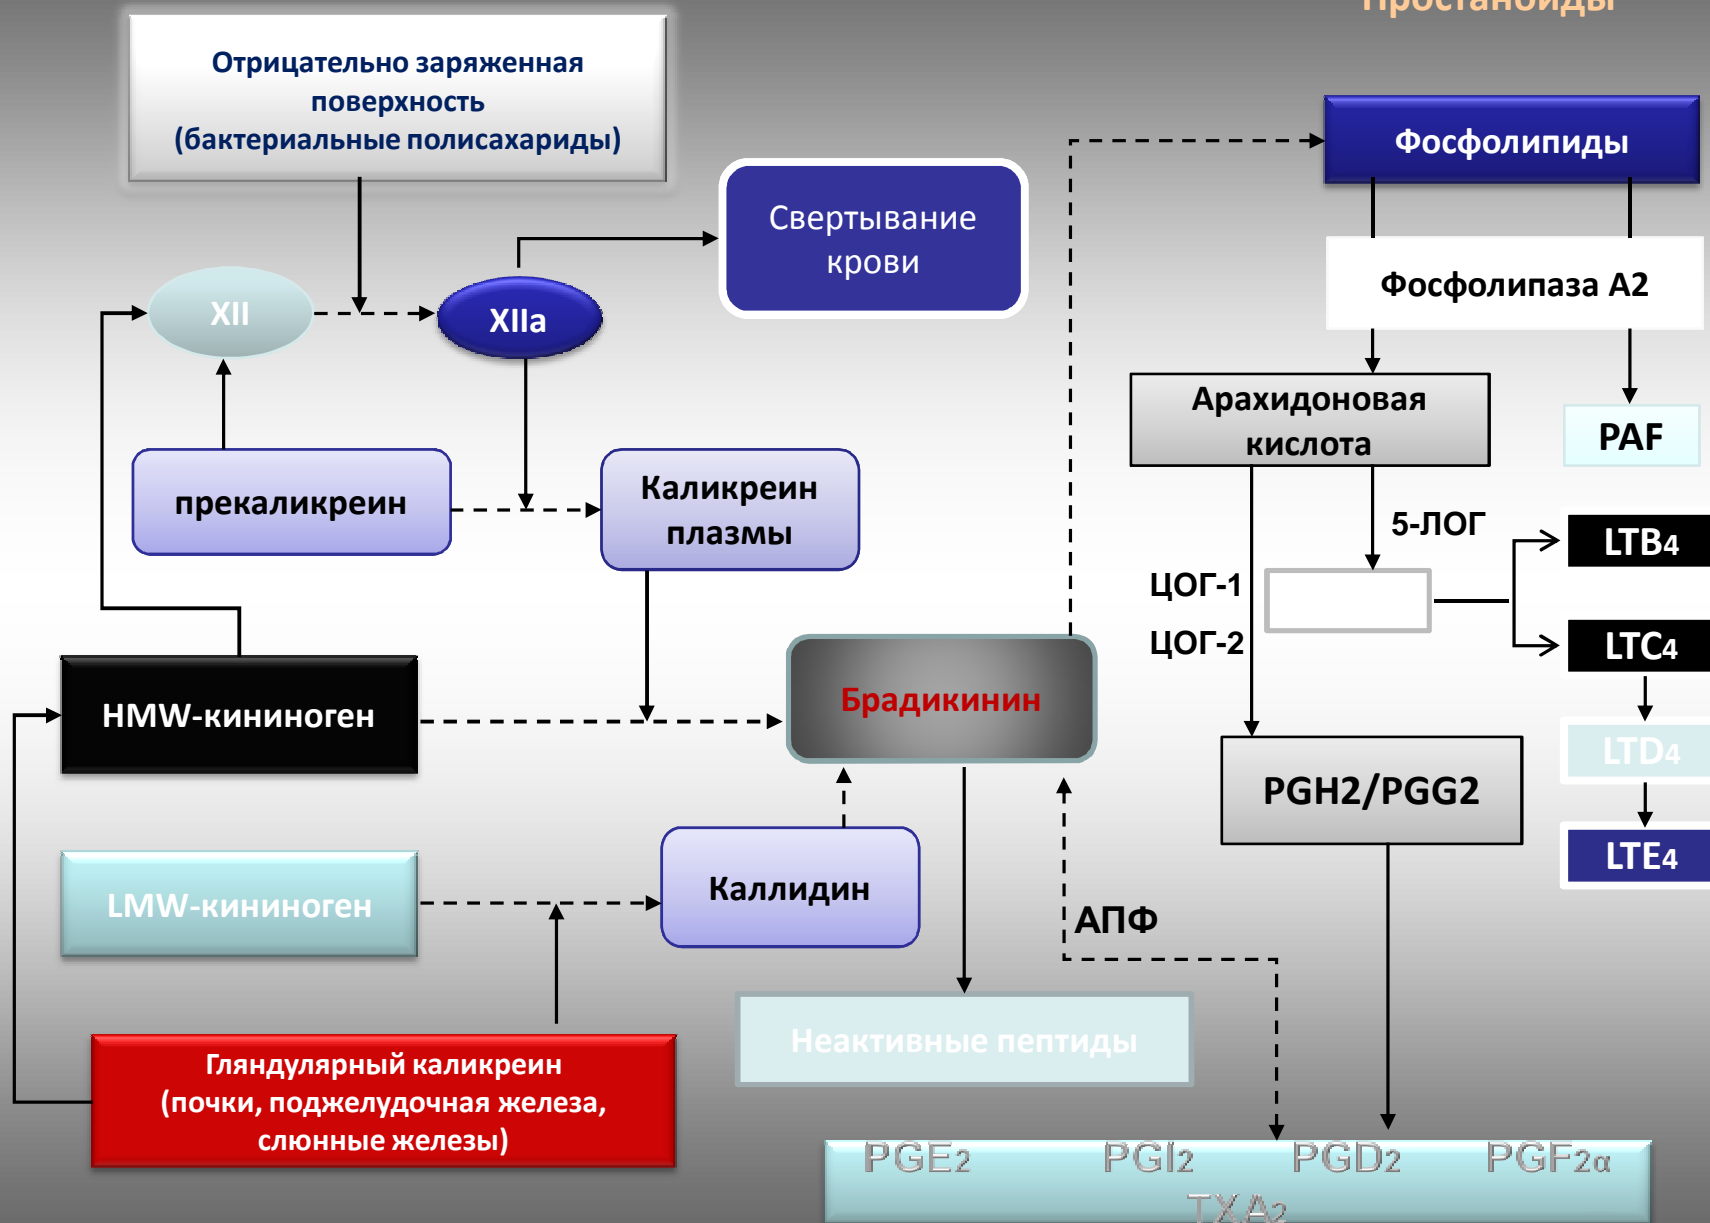 Простаноиды
Отрицательно заряженная
поверхность
(бактериальные полисахариды)
Фосфолипиды
Свертывание
крови
Фосфолипаза А2
XII
XIIa
Арахидоновая
кислота
PAF
прекаликреин
Каликреин
плазмы
5-ЛОГ
LTB4
ЦОГ-1
ЦОГ-2
LTC4
HMW-кининоген
Брадикинин
LTD4
PGH2/PGG2
LTE4
LMW-кининоген
Каллидин
АПФ
Неактивные пептиды
Гляндулярный каликреин
(почки, поджелудочная железа,
слюнные железы)
PGE2 PGI2 PGD2 PGF2α
TXA2